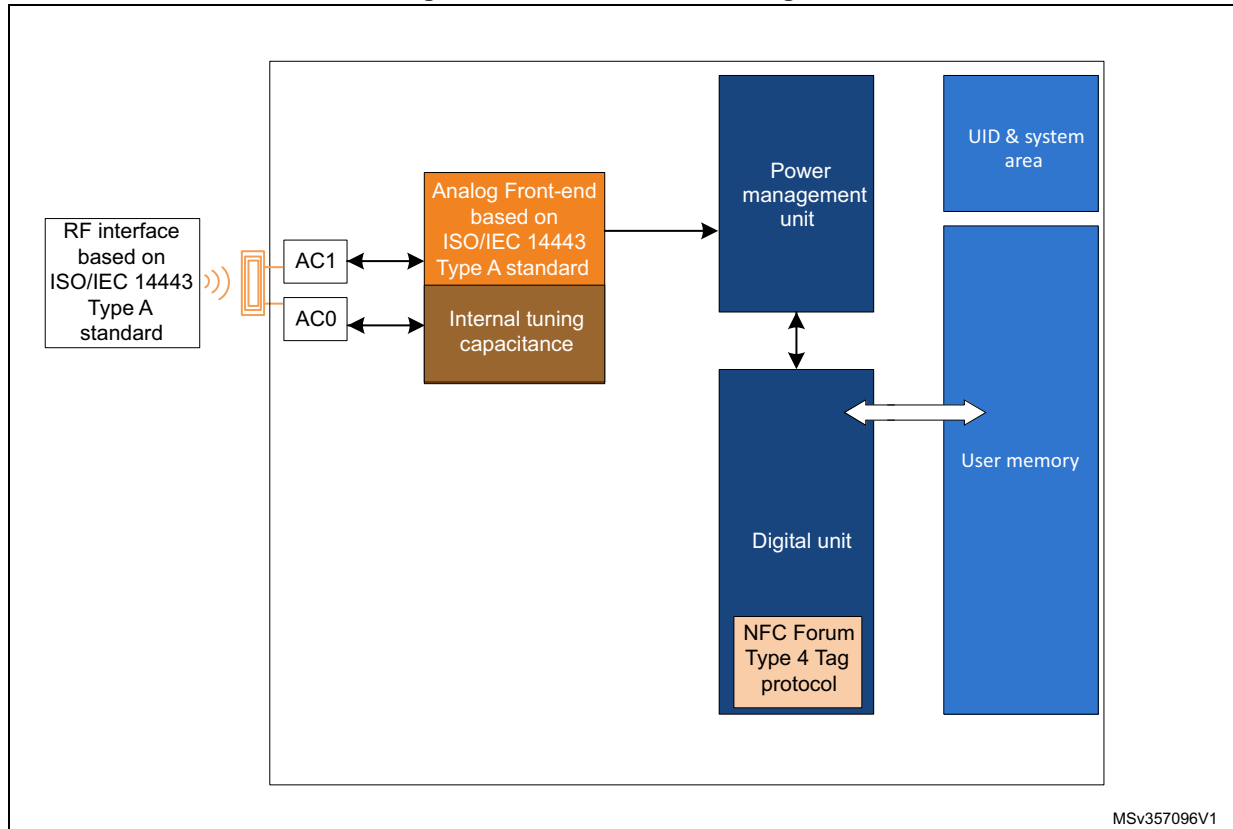 RF interface
based on
ISO/IEC 14443
Type A
standard
AC1
AC0
Analog Front-end
based on
ISO/IEC 14443
Type A standard
Internal tuning
capacitance
Power
management
unit
Digital unit
NFC Forum
Type 4 Tag
protocol
UID & system
area
User memory
MSv357096V1